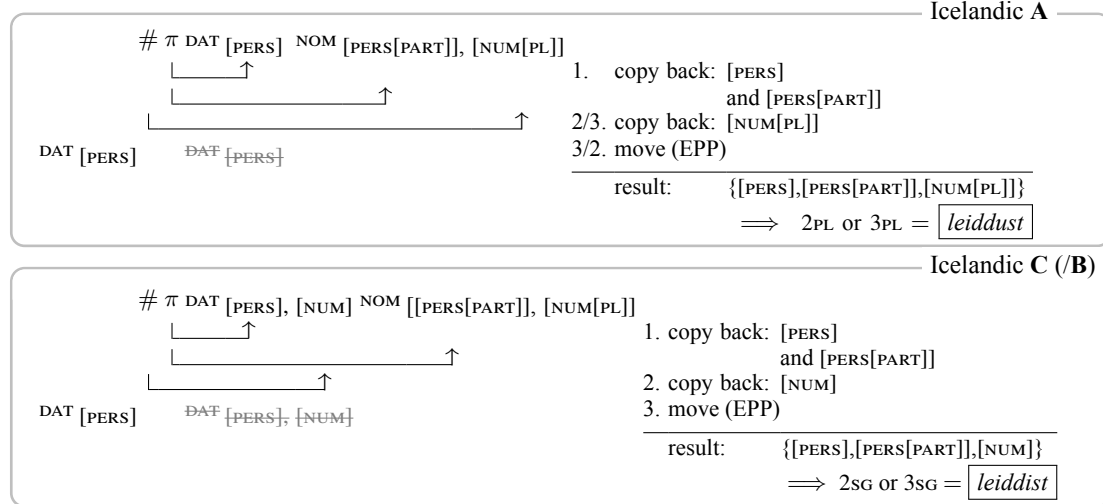 Icelandic A
# π DAT [PERS] NOM [PERS[PART]], [NUM[PL]]
1. copy back: [PERS]
and [PERS[PART]]
2/3. copy back: [NUM[PL]]
DAT [PERS] DAT [PERS]
3/2. move (EPP)
result: {[PERS],[PERS[PART]],[NUM[PL]]}
⟹ 2PL or 3PL = leiddust
Icelandic C (/B)
# π DAT [PERS], [NUM] NOM [[PERS[PART]], [NUM[PL]]
1. copy back: [PERS]
and [PERS[PART]]
2. copy back: [NUM]
DAT [PERS] DAT [PERS], [NUM]
3. move (EPP)
result: {[PERS],[PERS[PART]],[NUM]}
⟹ 2SG or 3SG = leiddist